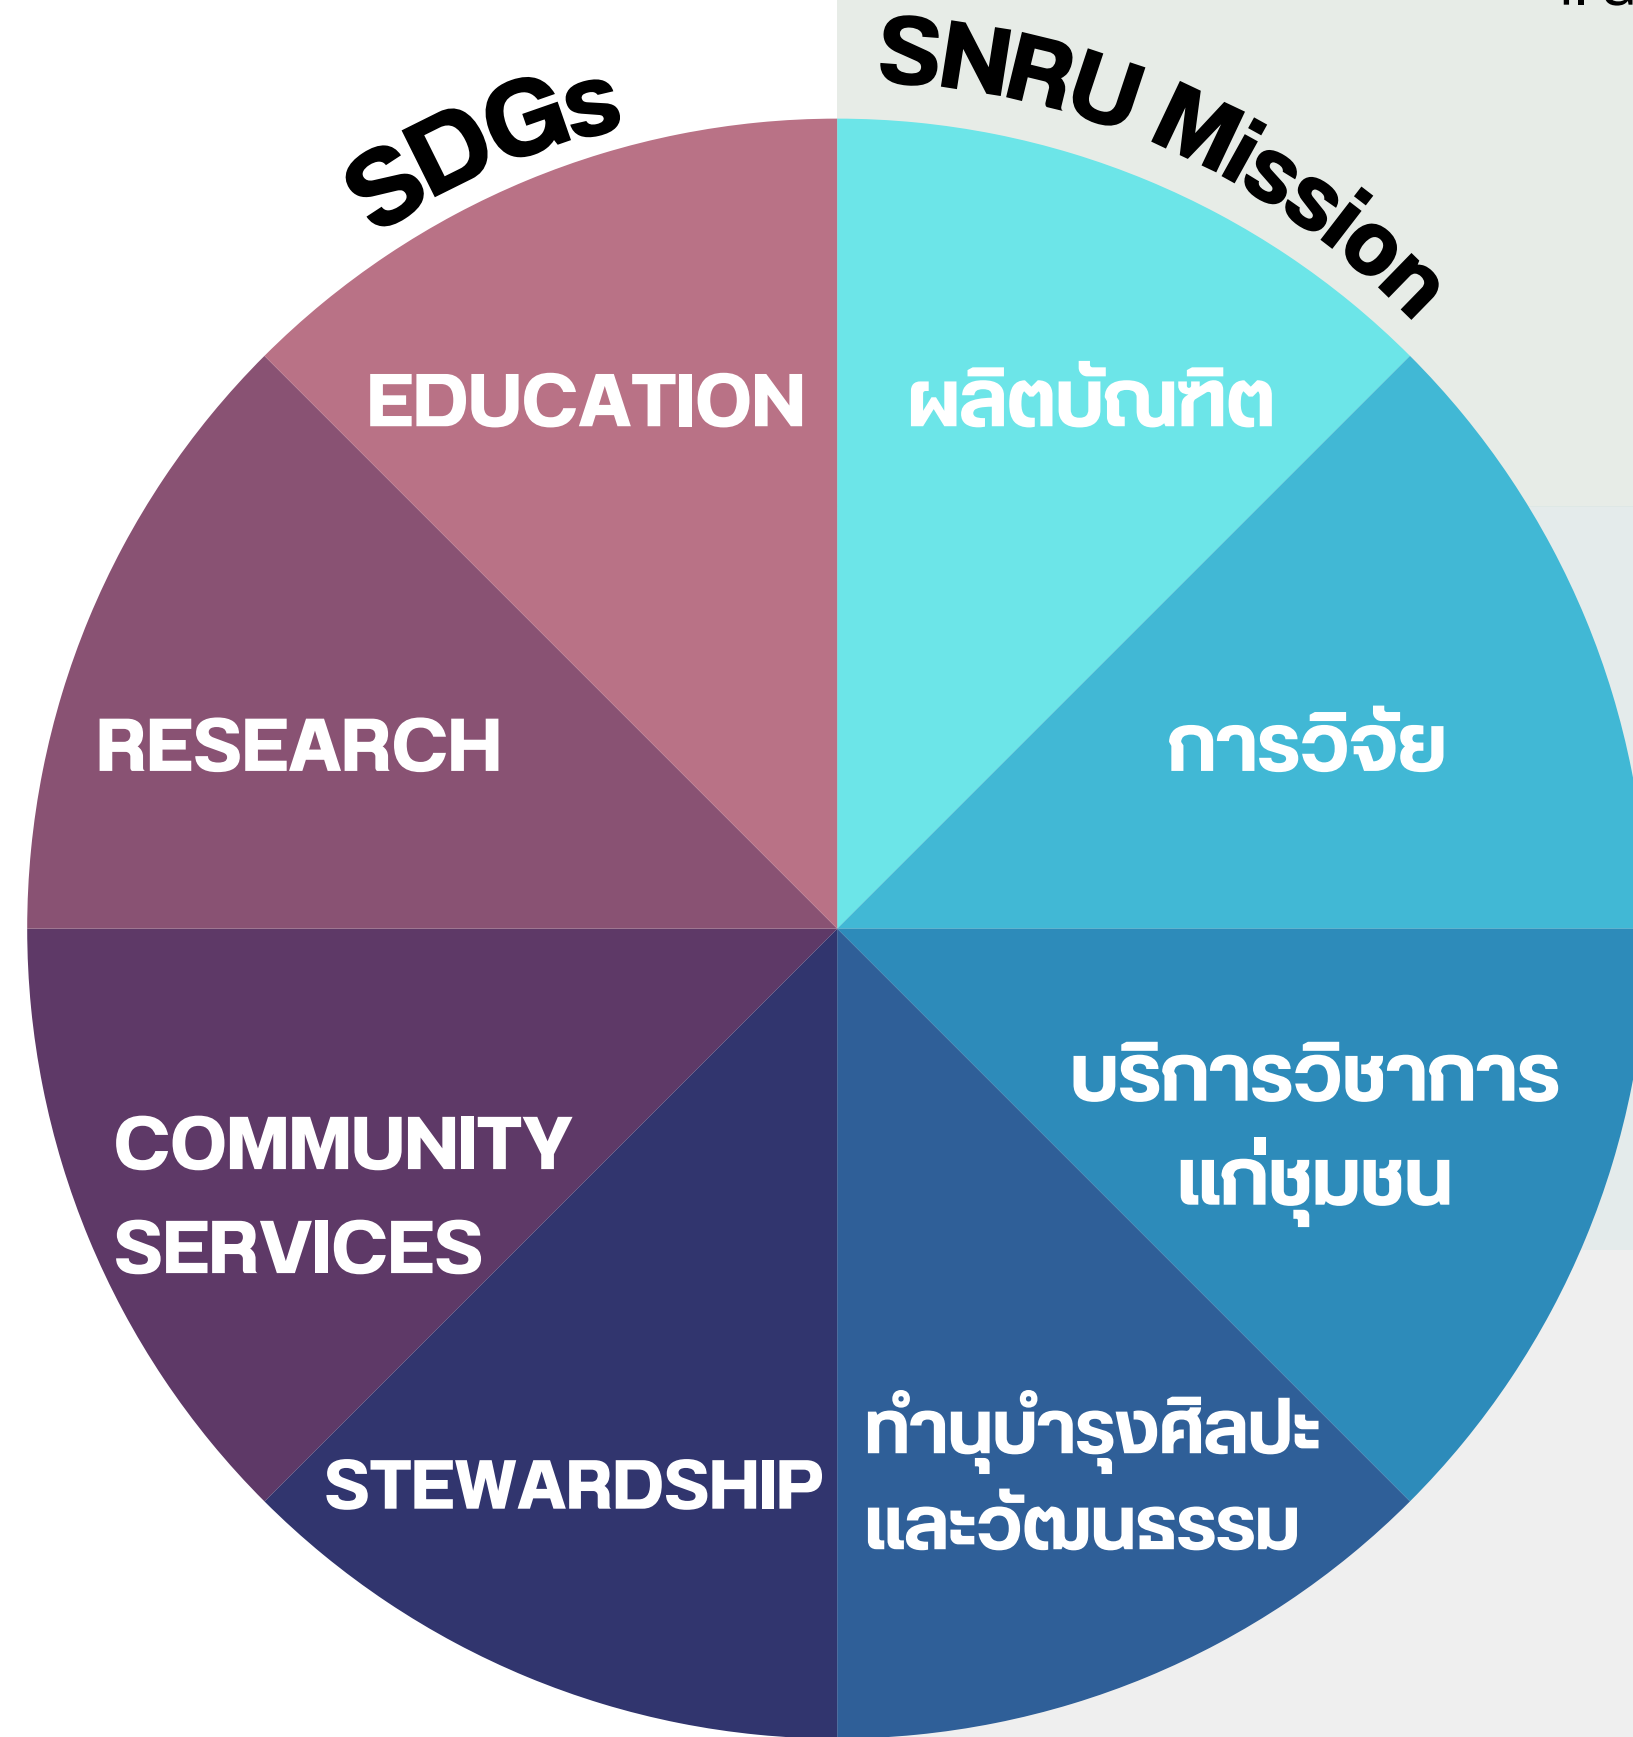 SDGs
SNRU Mission
EDUCATION
ผลิตบัณฑิต
RESEARCH
การวิจัย
COMMUNITY
SERVICES
บริการวิชาการ
แก่ชุมชน
STEWARDSHIP
ทำนุบำรุงศิลปะ
และวัฒนธรรม